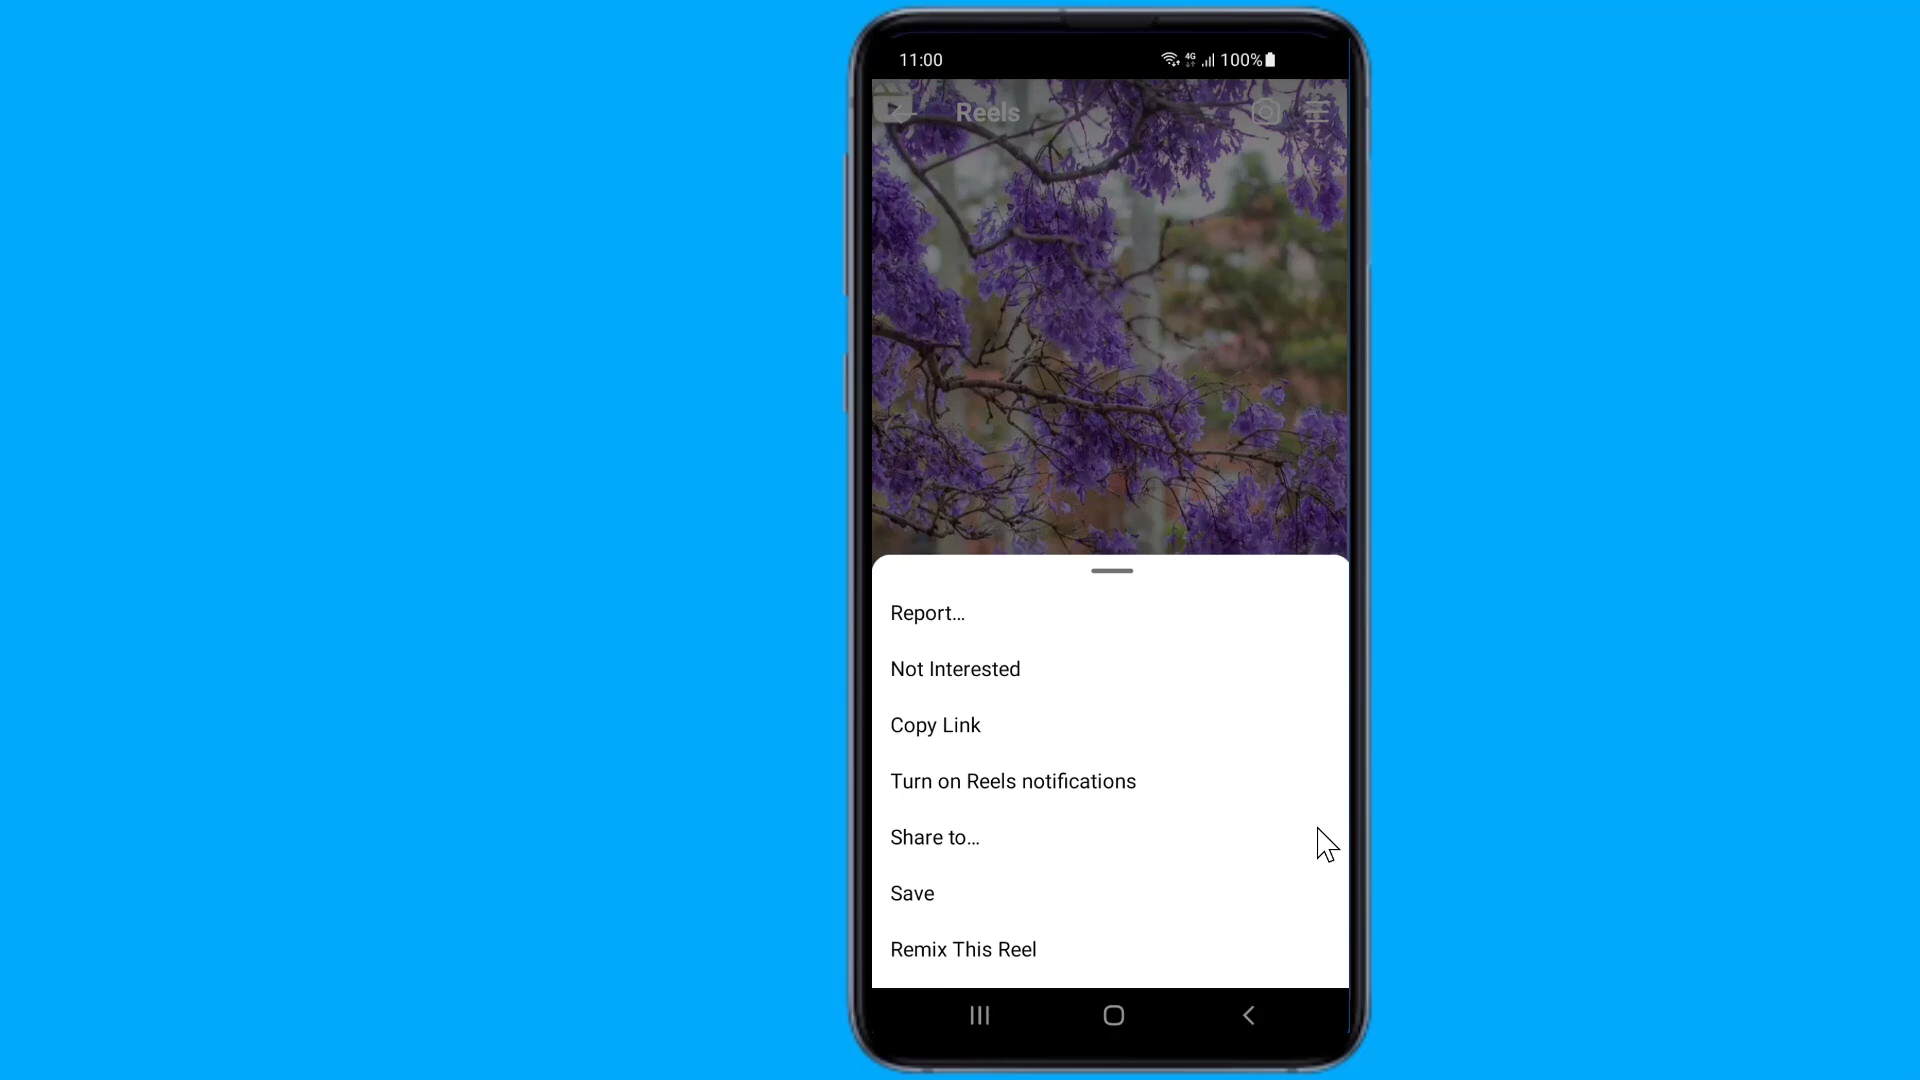 11:00
4G 100%
Reels
Report...
Not Interested
Copy Link
Turn on Reels notifications
Share to...
Save
Remix This Reel